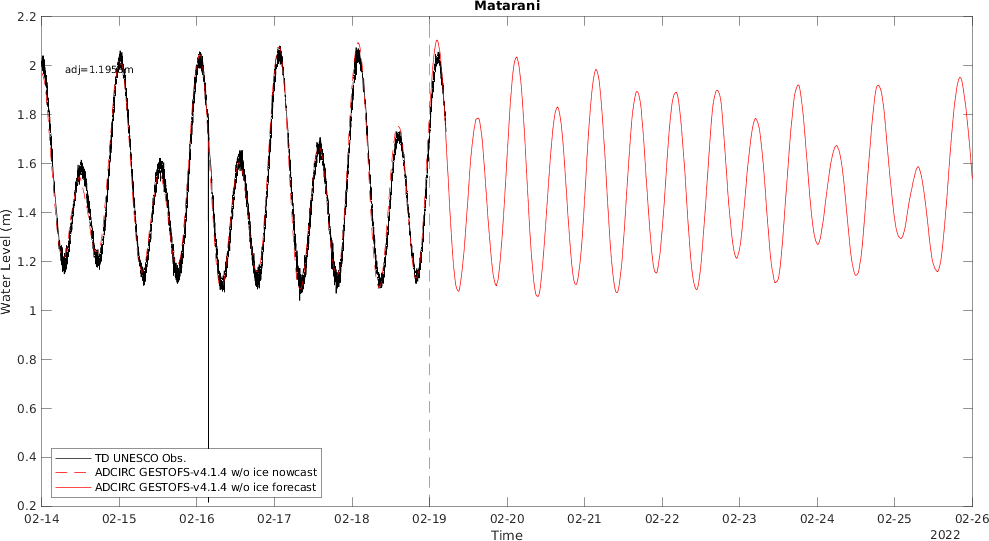 Matarani
2.2
2
1.8
1.6
1.4
1.2
1
0.8
0.6
0.4
0.2
Water Level (m)
adj=1.1953m
TD UNESCO Obs.
ADCIRC GESTOFS-v4.1.4 w/o ice nowcast
ADCIRC GESTOFS-v4.1.4 w/o ice forecast
02-14 02-15 02-16 02-17 02-18 02-19 02-20 02-21 02-22 02-23 02-24 02-25 02-26
Time
2022